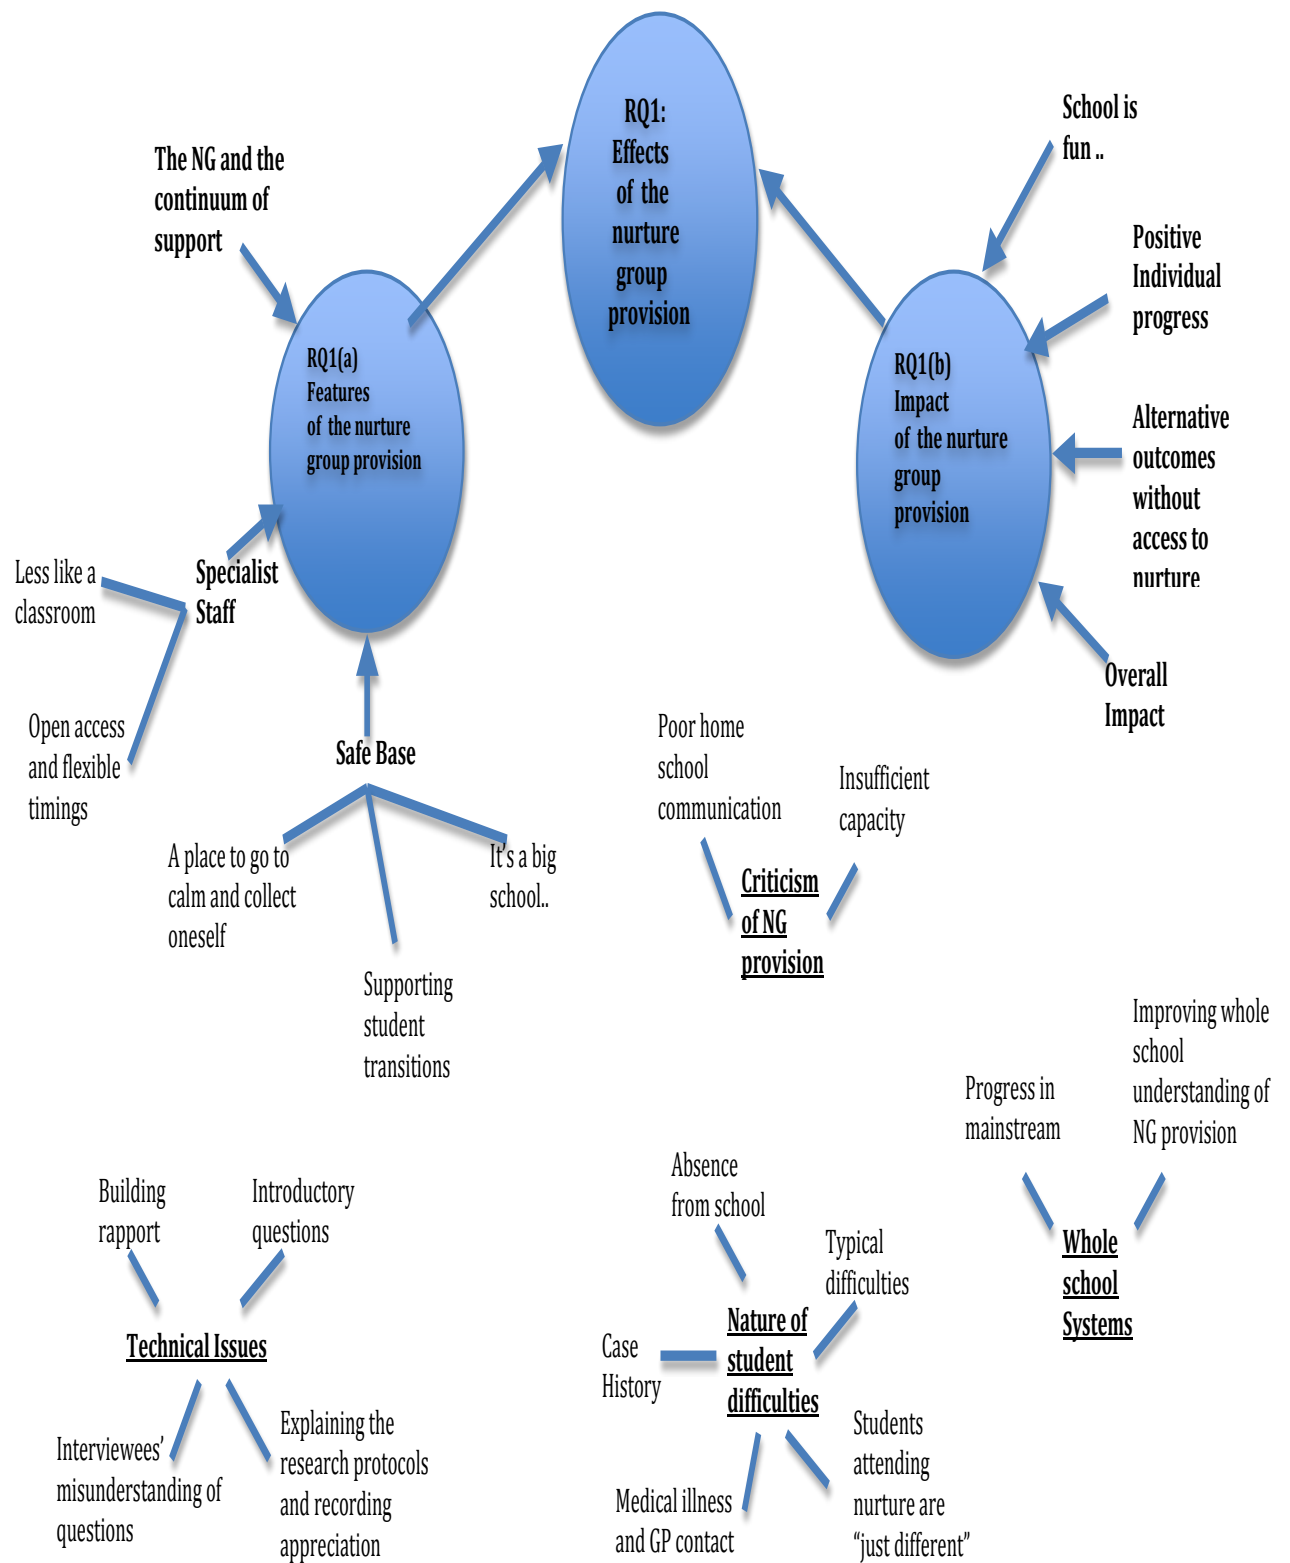 RQ1:
Effects
of the
nurture
group
provision
The NG and the
continuum of
support
School is
fun ..
Positive
Individual
progress
RQ1(a)
Features
of the nurture
group provision
RQ1(b)
Impact
of the nurture
group
provision
Alternative
outcomes
without
access to
nurture
Specialist
Staff
Less like a
classroom
Open access
and flexible
timings
Overall
Impact
Safe Base
A place to go to
calm and collect
oneself
It's a big
school..
Supporting
student
transitions
Poor home
school
communication
Insufficient
capacity
Criticism
of NG
provision
Progress in
mainstream
Improving whole
school
understanding of
NG provision
Whole
school
Systems
Building
rapport
Introductory
questions
Technical Issues
Interviewees’
misunderstanding of
questions
Explaining the
research protocols
and recording
appreciation
Absence
from school
Typical
difficulties
Case
History
Nature of
student
difficulties
Medical illness
and GP contact
Students
attending
nurture are
“just different”